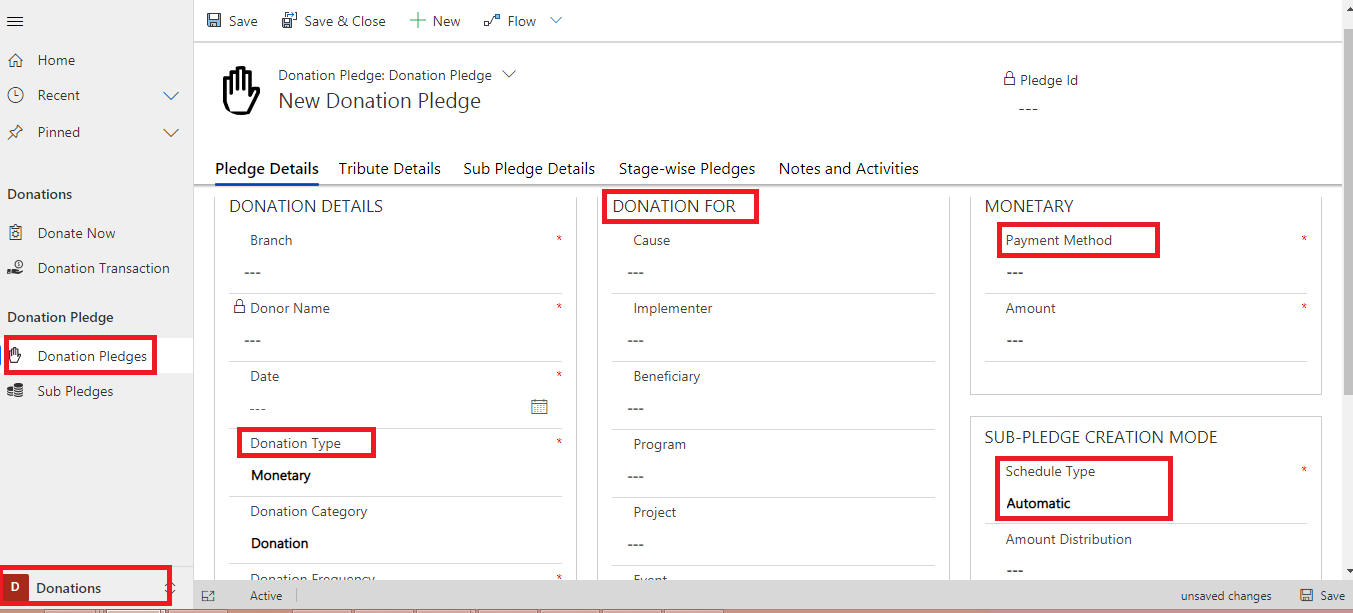 Save
Save & Close
New
Flow
Home
Recent
Pinned
Donations
Donate Now
Donation Transaction
Donation Pledge
Donation Pledges
Sub Pledges
D
Donations
Donation Pledge: Donation Pledge
New Donation Pledge
Pledge Id
---
Pledge Details
Tribute Details
Sub Pledge Details
Stage-wise Pledges
Notes and Activities
DONATION DETAILS
Branch *
---
Donor Name *
---
Date *
---
Donation Type *
Monetary
Donation Category
Donation
Donation Frequency *
DONATION FOR
Cause
---
Implementer
---
Beneficiary
---
Program
---
Project
---
Event
MONETARY
Payment Method *
---
Amount *
---
SUB-PLEDGE CREATION MODE
Schedule Type *
Automatic
Amount Distribution
---
Active
unsaved changes
Save